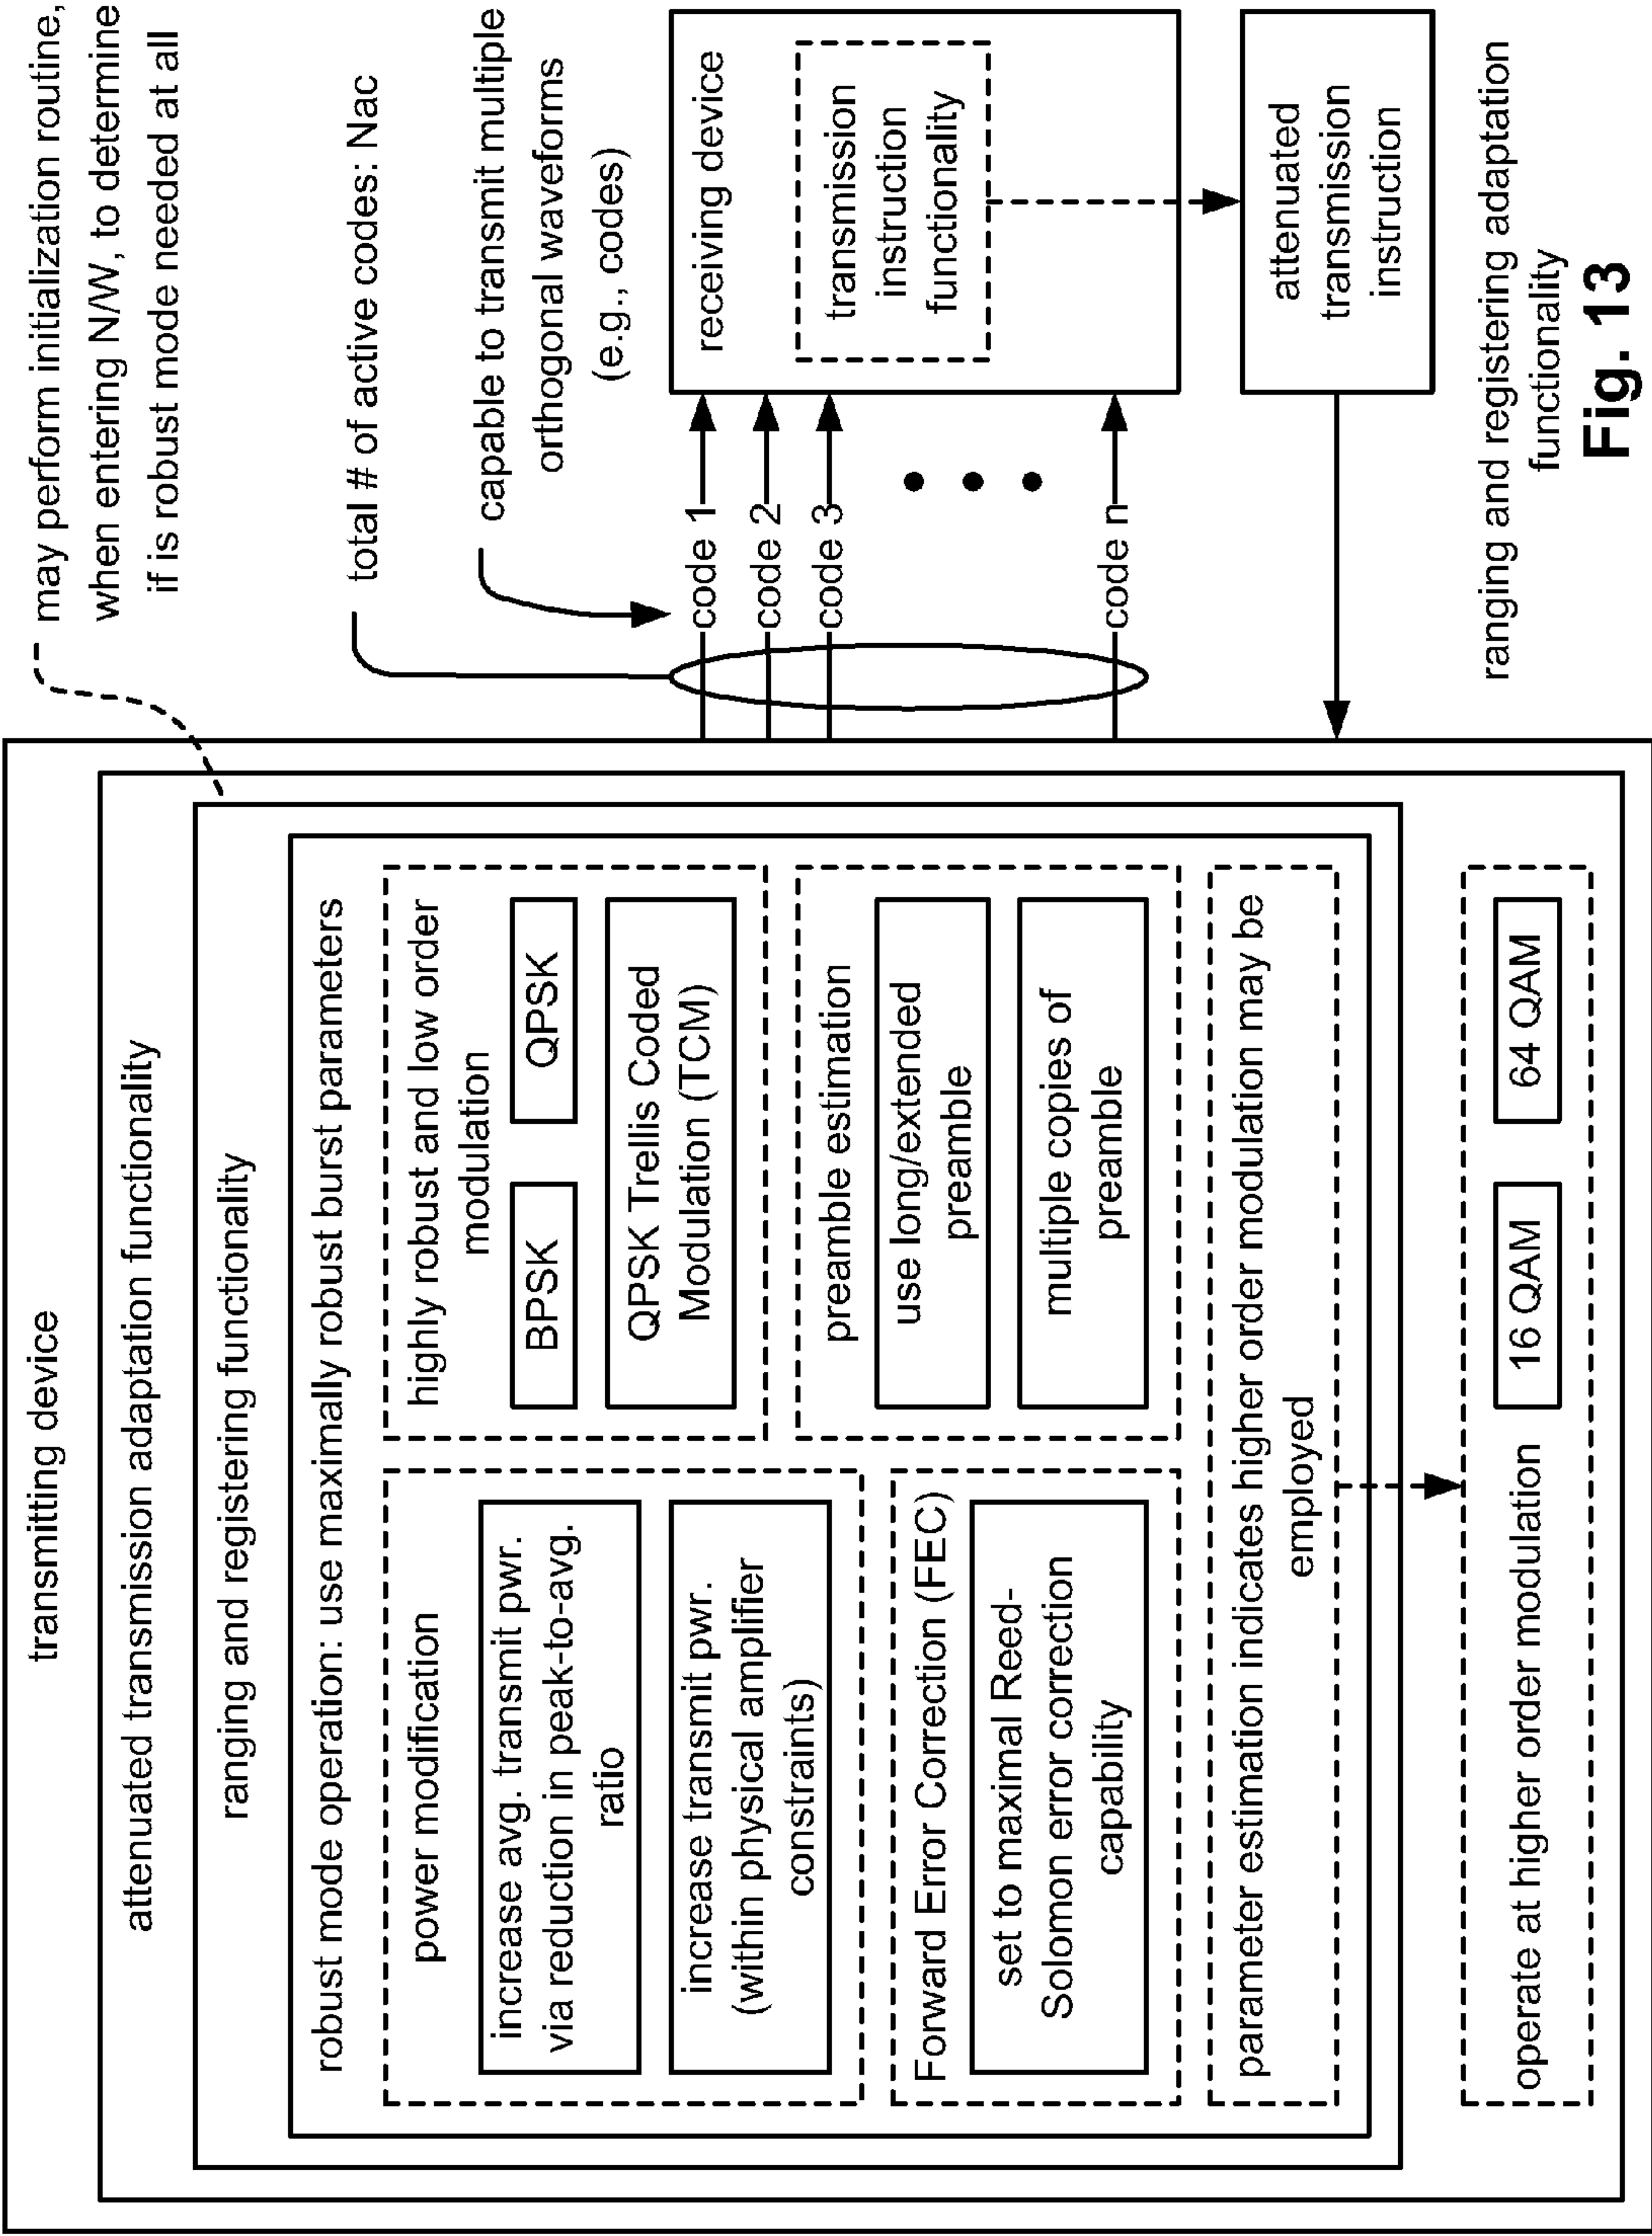 transmitting device
attenuated transmission adaptation functionality
ranging and registering functionality
robust mode operation: use maximally robust burst parameters
power modification
increase avg. transmit pwr.
via reduction in peak-to-avg.
ratio
increase transmit pwr.
(within physical amplifier
constraints)
highly robust and low order
modulation
BPSK
QPSK
QPSK Trellis Coded
Modulation (TCM)
Forward Error Correction (FEC)
set to maximal Reed-
Solomon error correction
capability
preamble estimation
use long/extended
preamble
multiple copies of
preamble
parameter estimation indicates higher order modulation may be
employed
operate at higher order modulation
16 QAM
64 QAM
may perform initialization routine,
when entering N/W, to determine
if is robust mode needed at all
total # of active codes: Nac
capable to transmit multiple
orthogonal waveforms
(e.g., codes)
code 1
code 2
code 3
code n
receiving device
transmission
instruction
functionality
attenuated
transmission
instruction
ranging and registering adaptation
functionality
Fig. 13